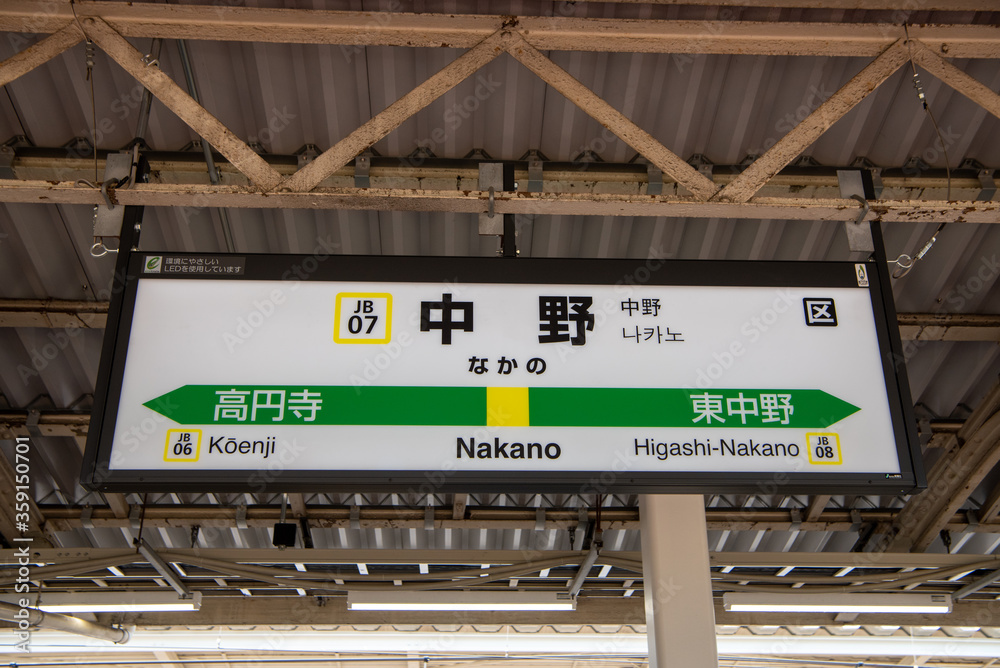 環境にやさしい
LEDを使用しています
JB
07
中野
中野
나카노
区
なかの
高円寺
東中野
JB
06
Kōenji
Nakano
Higashi-Nakano
JB
08
Adobe Stock | #359150701